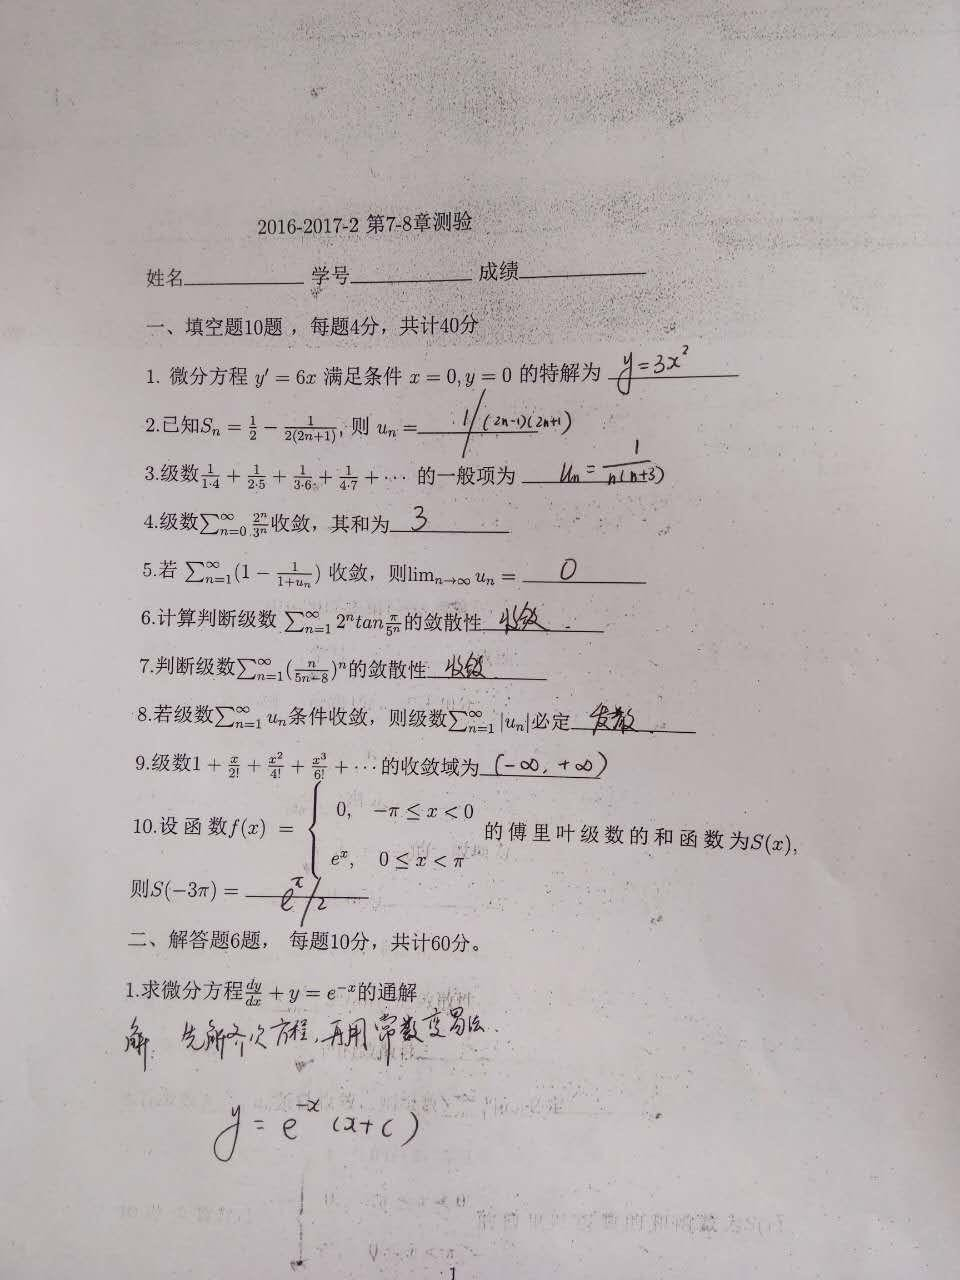 2016-2017-2 第7-8章测验
姓名 学号 成绩
一、填空题10题，每题4分，共计40分
1. 微分方程 y′ = 6x 满足条件 x = 0, y = 0 的特解为 y=3x²
2.已知Sₙ = 1/2 − 1/(2(2n+1)), 则 uₙ = 1/(2n-1)(2n+1)
3.级数 1/(1·4) + 1/(2·5) + 1/(3·6) + 1/(4·7) + ⋯ 的一般项为 Uₙ = 1/(n(n+3))
4.级数∑_{n=0}^{∞} 2ⁿ/3ⁿ 收敛，其和为 3
5.若 ∑_{n=1}^{∞}(1 − 1/(1+uₙ)) 收敛，则lim_{n→∞} uₙ = 0
6.计算判断级数 ∑_{n=1}^{∞} 2ⁿtan π/5ⁿ 的敛散性 收敛.
7.判断级数∑_{n=1}^{∞}(n/(5n−8))ⁿ的敛散性 收敛
8.若级数∑_{n=1}^{∞} uₙ条件收敛，则级数∑_{n=1}^{∞} |uₙ|必定 发散.
9.级数1 + x/2! + x²/4! + x³/6! + ⋯ 的收敛域为 (-∞, +∞)
10.设函数f(x) = { 0, −π ≤ x < 0
eˣ, 0 ≤ x < π 的傅里叶级数的和函数为S(x),
则S(−3π) = e^π/2
二、解答题6题， 每题10分，共计60分。
1.求微分方程dy/dx + y = e⁻ˣ的通解
解: 先解齐次方程, 再用常数变易法.
y = e⁻ˣ (x+c)
1